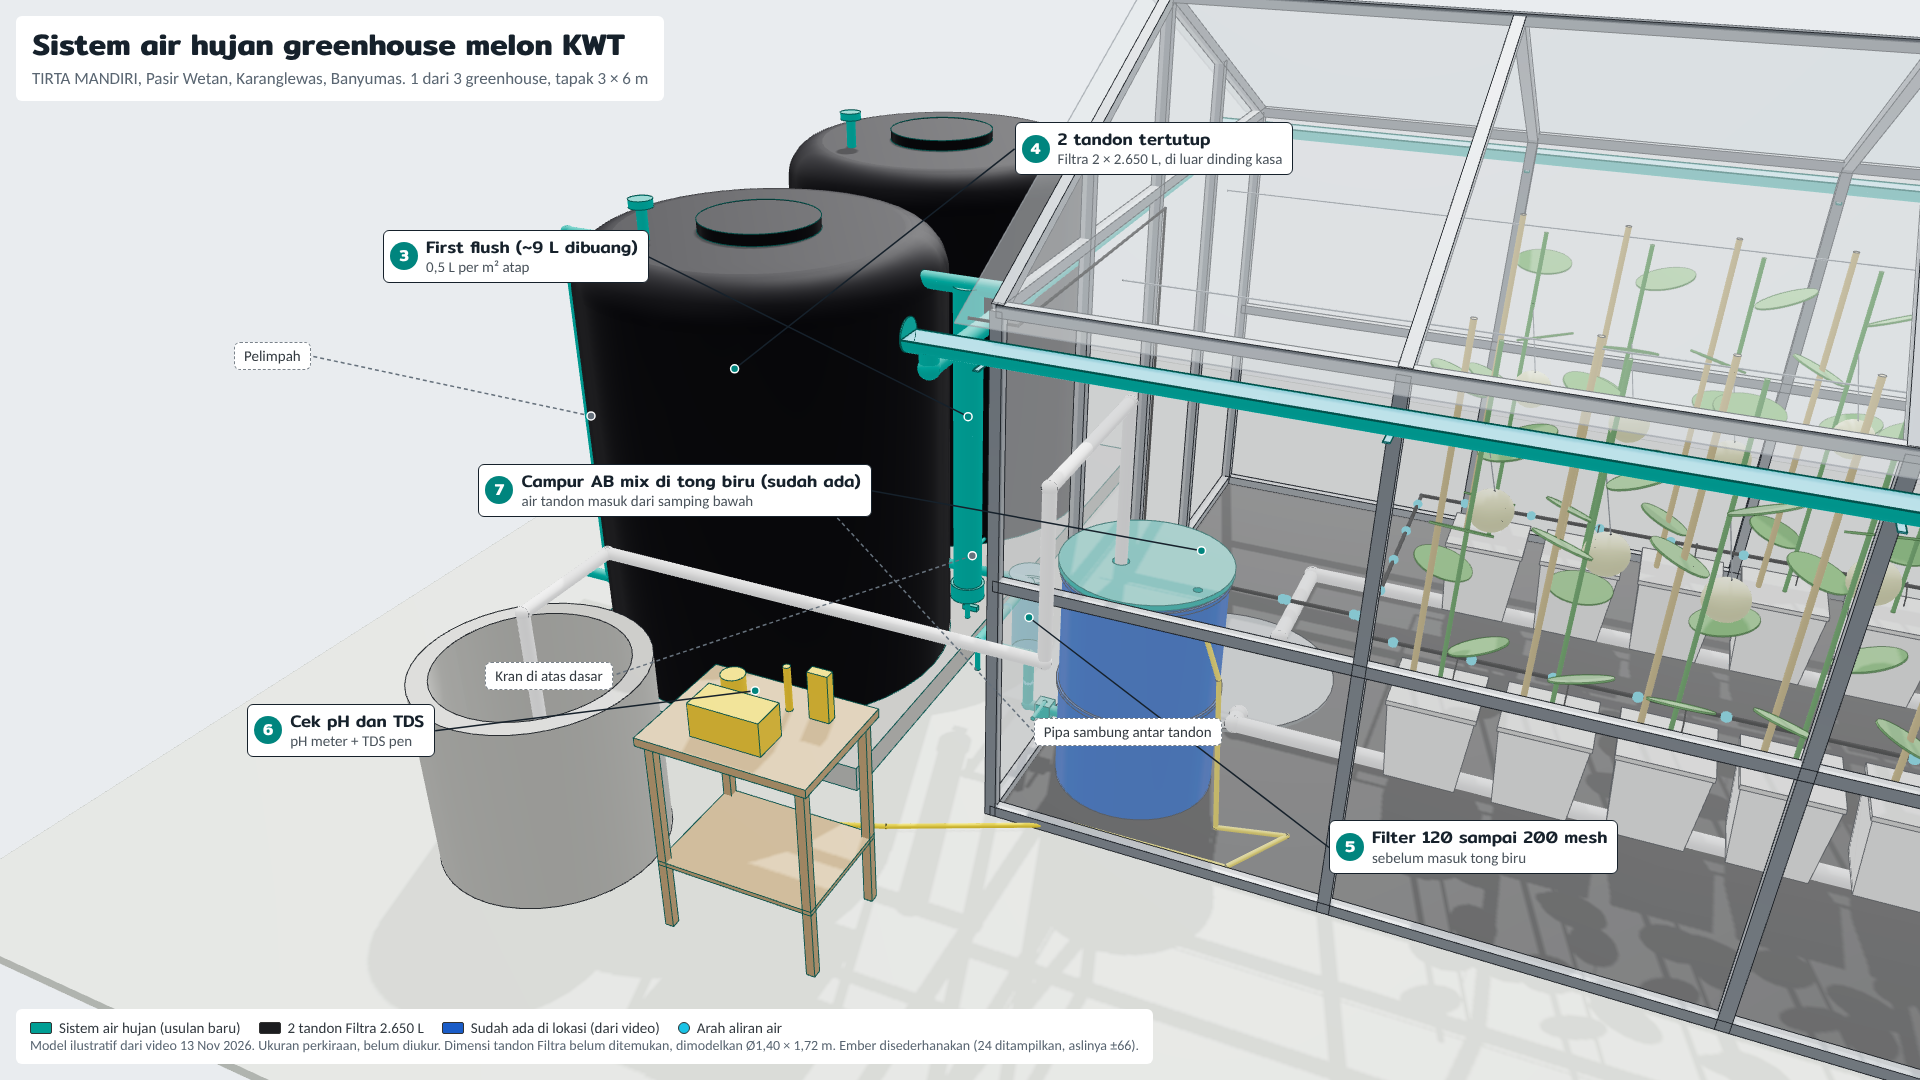 Sistem air hujan greenhouse melon KWT
TIRTA MANDIRI, Pasir Wetan, Karanglewas, Banyumas. 1 dari 3 greenhouse, tapak 3 × 6 m
4
2 tandon tertutup
Filtra 2 × 2.650 L, di luar dinding kasa
3
First flush (~9 L dibuang)
0,5 L per m² atap
Pelimpah
7
Campur AB mix di tong biru (sudah ada)
air tandon masuk dari samping bawah
Kran di atas dasar
6
Cek pH dan TDS
pH meter + TDS pen
Pipa sambung antar tandon
5
Filter 120 sampai 200 mesh
sebelum masuk tong biru
Sistem air hujan (usulan baru)
2 tandon Filtra 2.650 L
Sudah ada di lokasi (dari video)
Arah aliran air
Model ilustratif dari video 13 Nov 2026. Ukuran perkiraan, belum diukur. Dimensi tandon Filtra belum ditemukan, dimodelkan Ø1,40 × 1,72 m. Ember disederhanakan (24 ditampilkan, aslinya ±66).